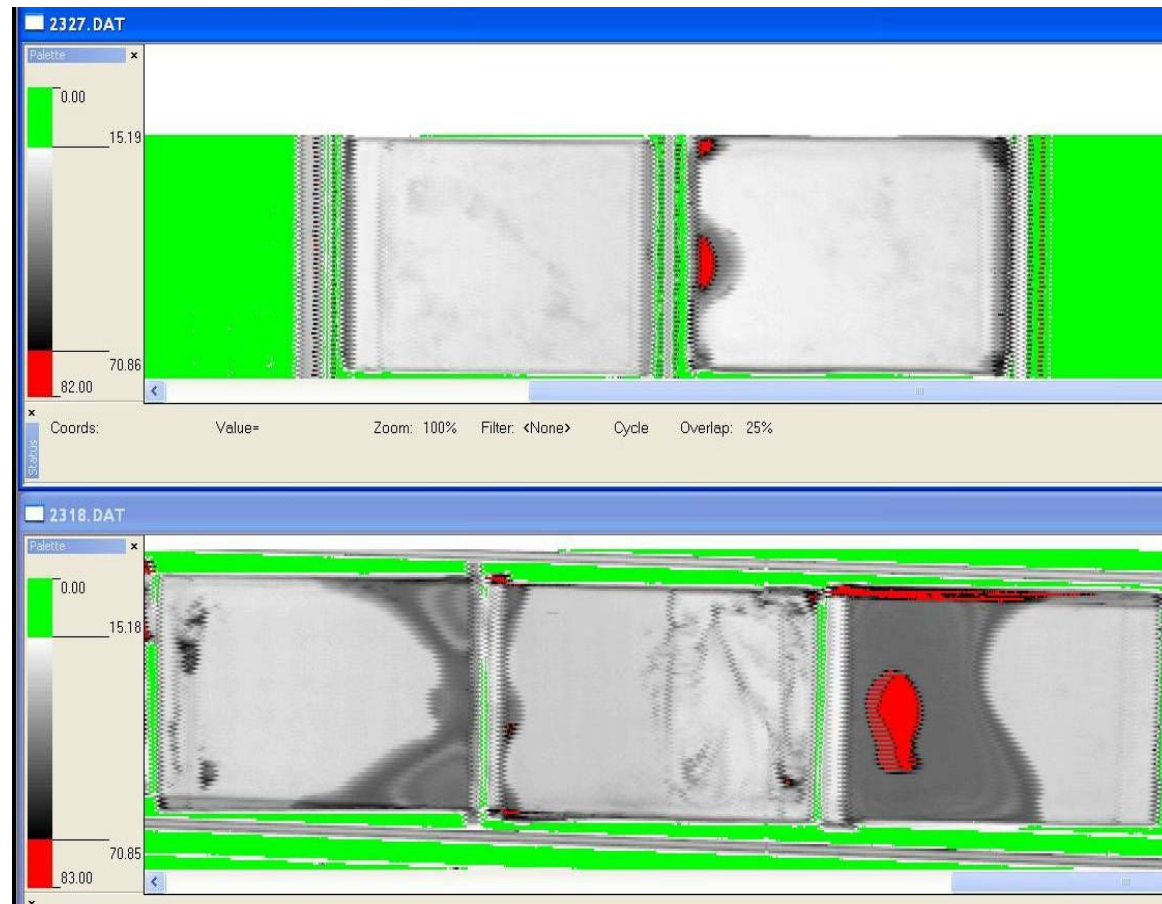 2327.DAT
Palette
0.00
15.19
70.86
82.00
Coords: Value= Zoom: 100% Filter: <None> Cycle Overlap: 25%
Status
2318.DAT
Palette
0.00
15.18
70.85
83.00